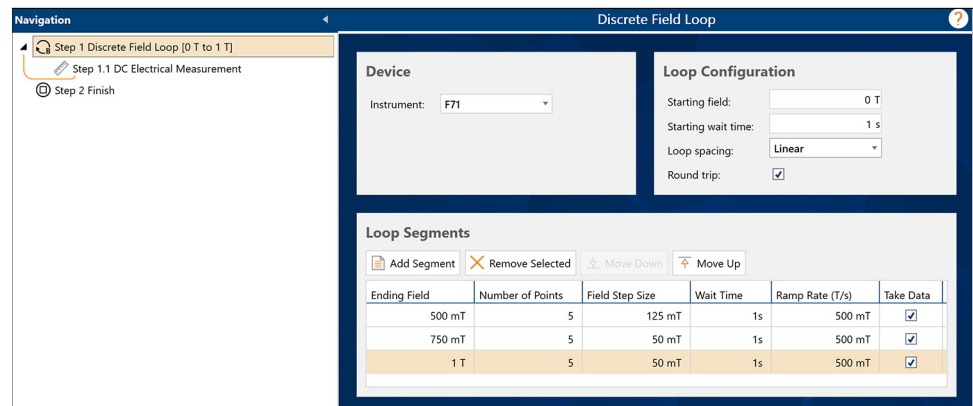 Navigation
Discrete Field Loop
?
Step 1 Discrete Field Loop [0 T to 1 T]
Step 1.1 DC Electrical Measurement
Step 2 Finish
Device
Instrument: F71
Loop Configuration
Starting field: 0 T
Starting wait time: 1 s
Loop spacing: Linear
Round trip:
Loop Segments
Add Segment Remove Selected Move Down Move Up
Ending Field Number of Points Field Step Size Wait Time Ramp Rate (T/s) Take Data
500 mT 5 125 mT 1s 500 mT
750 mT 5 50 mT 1s 500 mT
1 T 5 50 mT 1s 500 mT